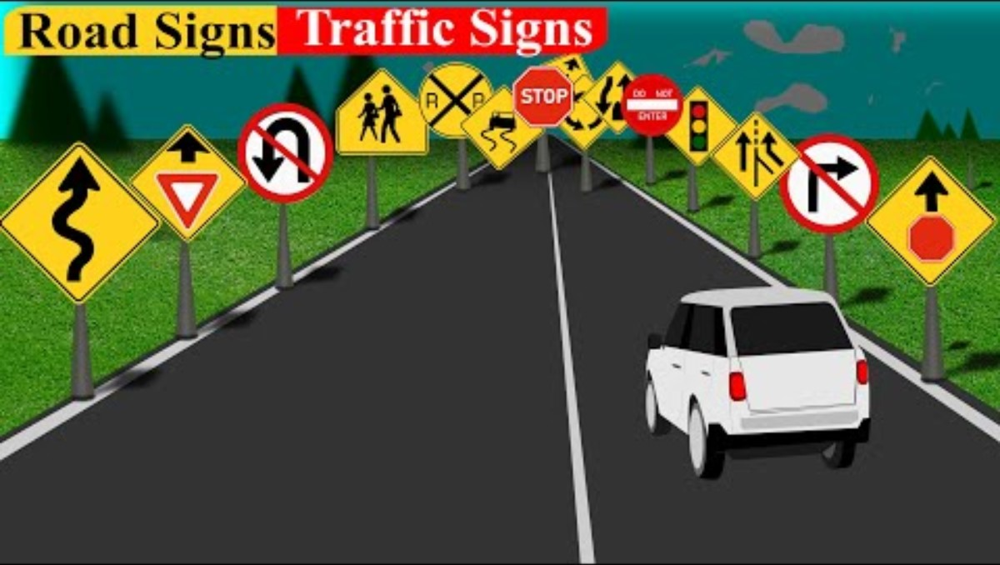 Road Signs Traffic Signs
R P
STOP
DO NOT
ENTER